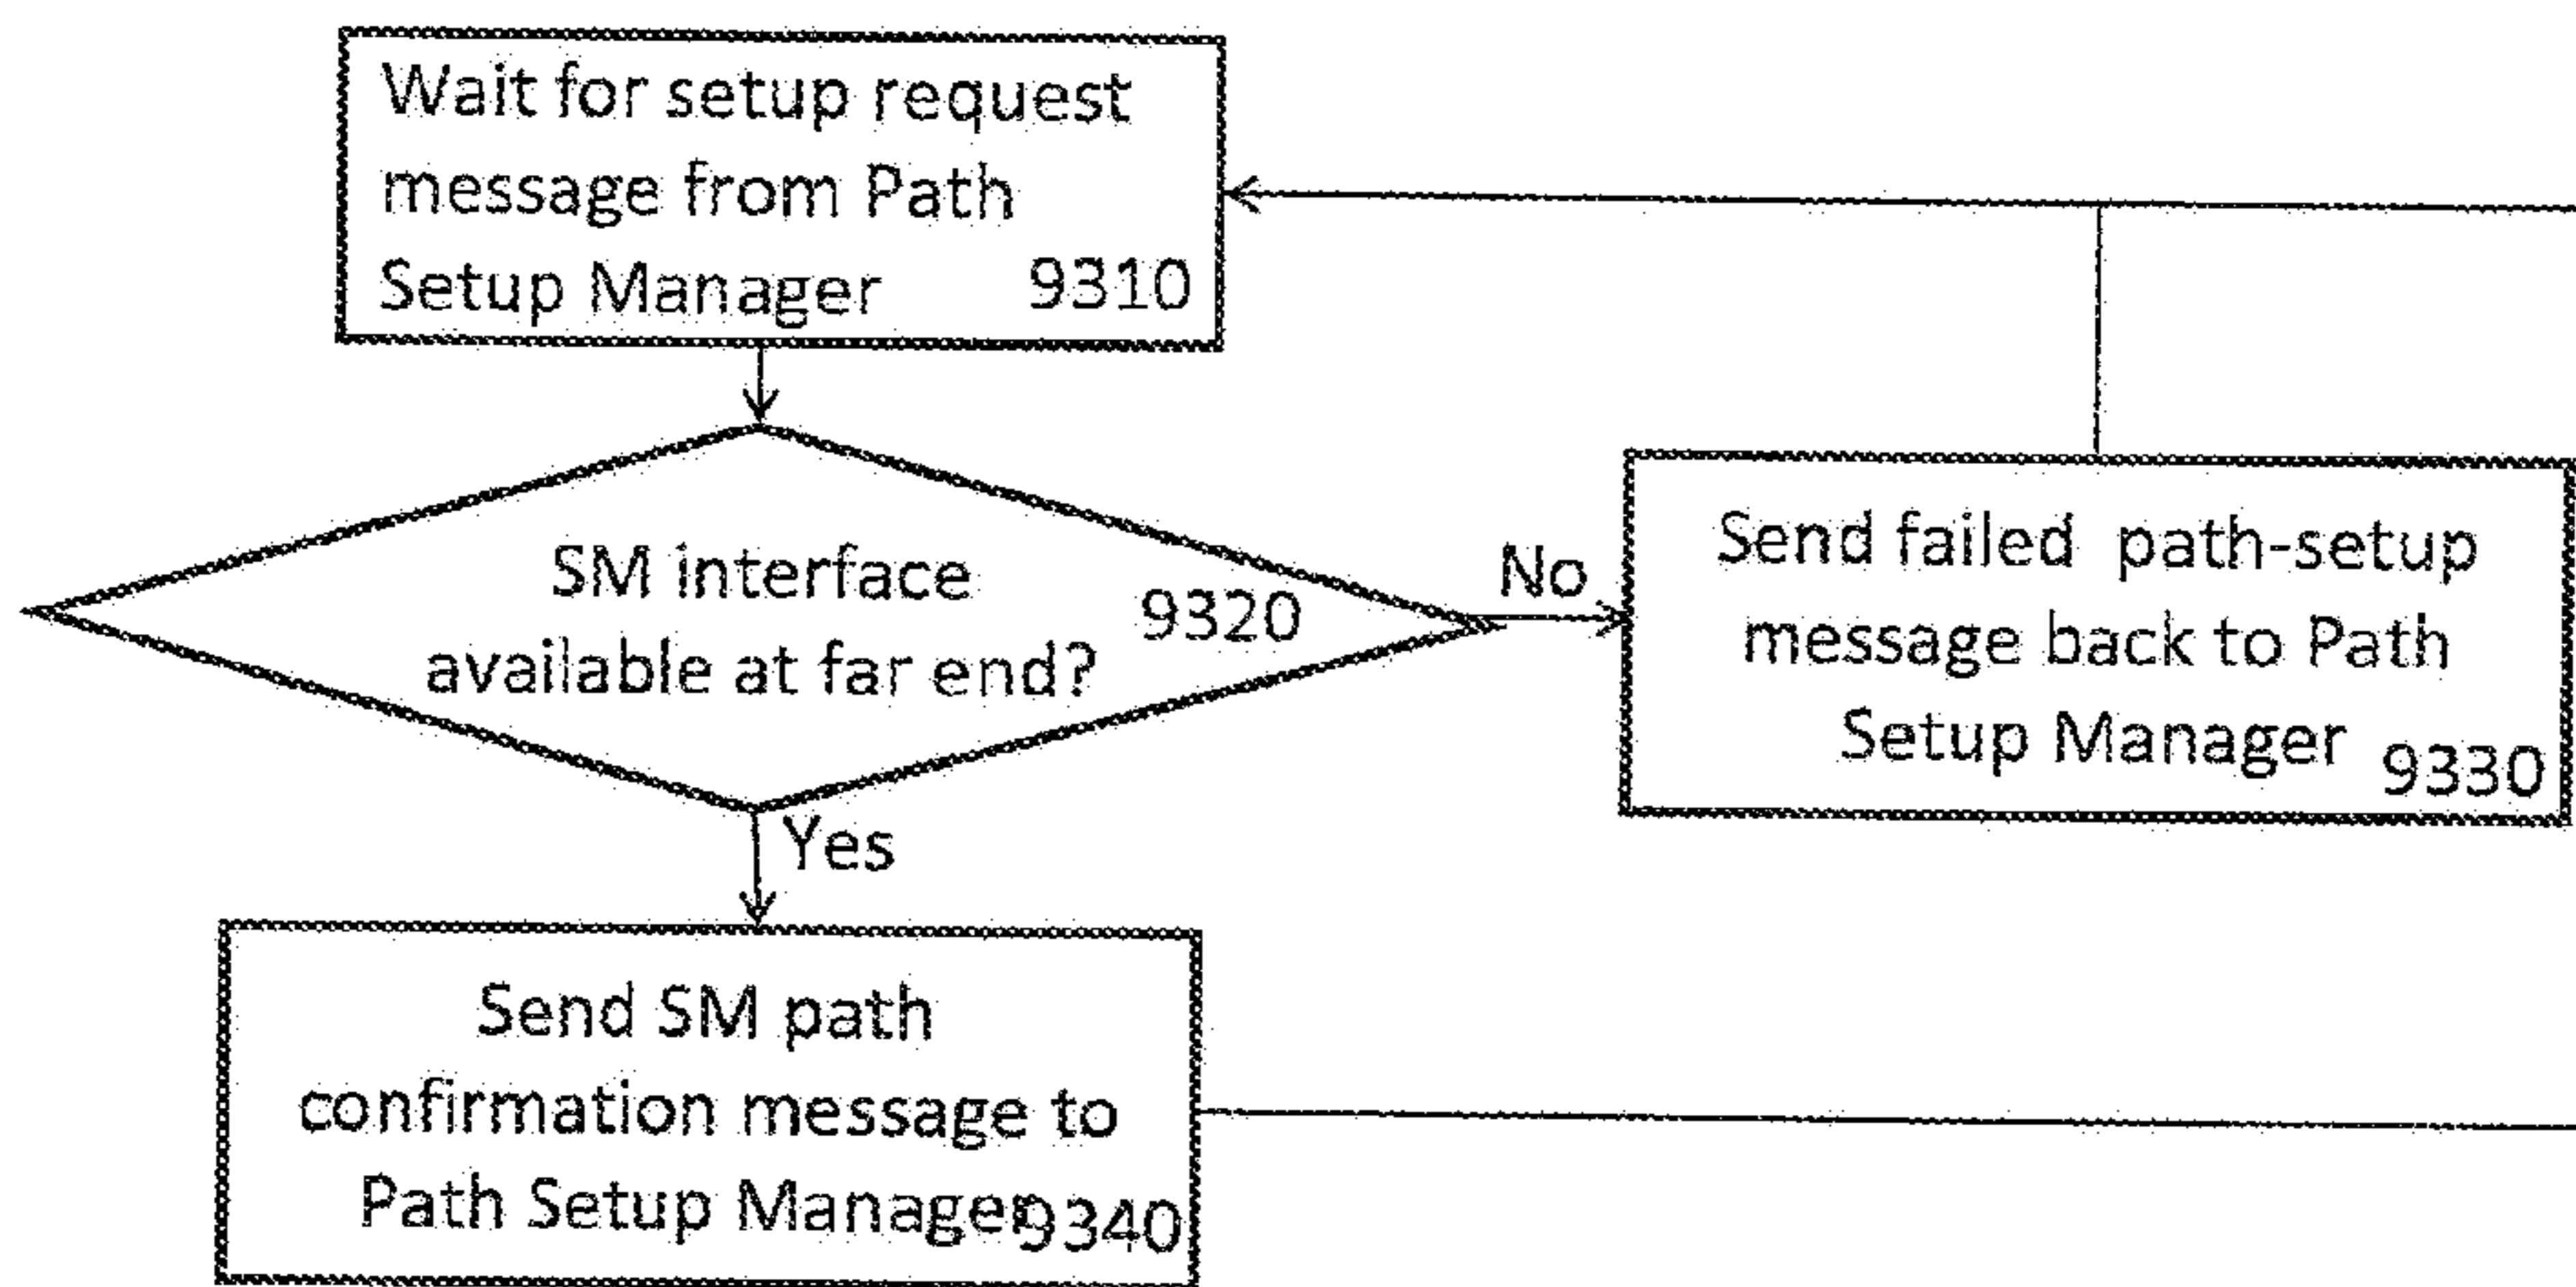 Wait for setup request
message from Path
Setup Manager 9310
SM interface
available at far end?
9320
No
Send failed path-setup
message back to Path
Setup Manager 9330
Yes
Send SM path
confirmation message to
Path Setup Manager 9340